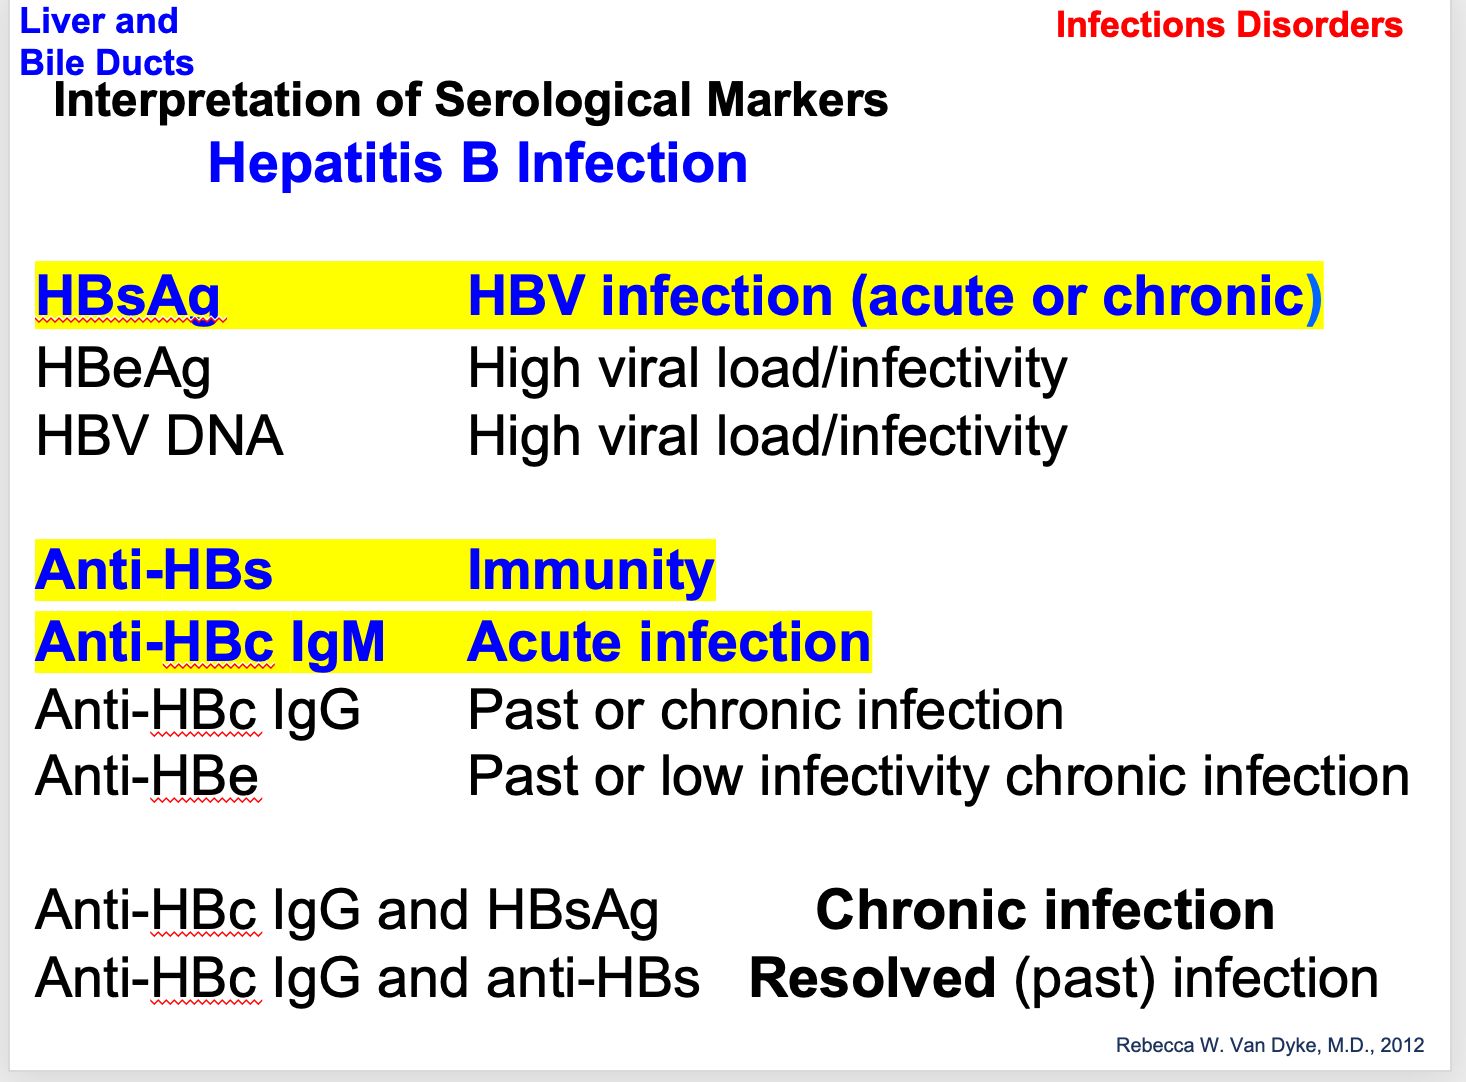 Liver and
Bile Ducts
Infections Disorders
Interpretation of Serological Markers
Hepatitis B Infection
HBsAg HBV infection (acute or chronic)
HBeAg High viral load/infectivity
HBV DNA High viral load/infectivity
Anti-HBs Immunity
Anti-HBc IgM Acute infection
Anti-HBc IgG Past or chronic infection
Anti-HBe Past or low infectivity chronic infection
Anti-HBc IgG and HBsAg Chronic infection
Anti-HBc IgG and anti-HBs Resolved (past) infection
Rebecca W. Van Dyke, M.D., 2012